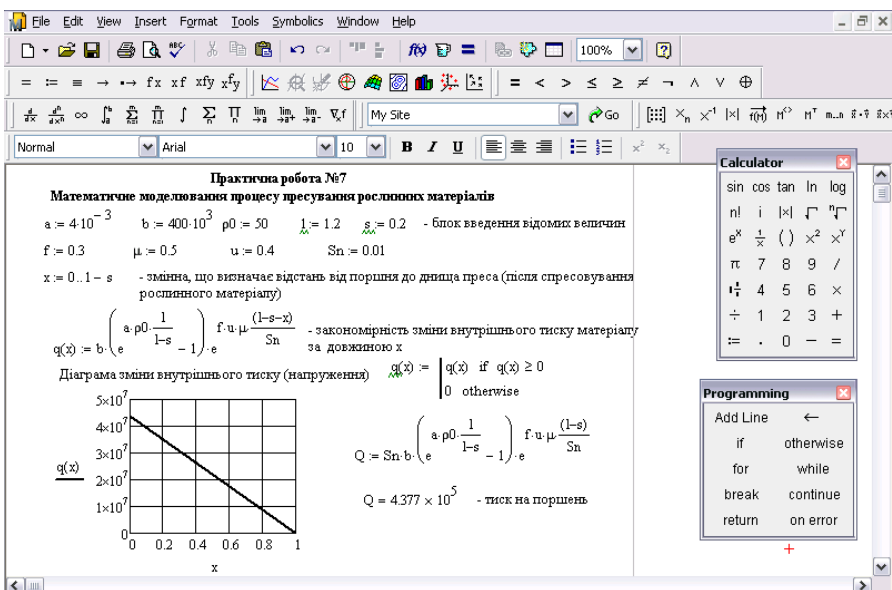 File Edit View Insert Format Tools Symbolics Window Help
100%
= := ≡ → •→ fx xf xfy xfy = < > ≤ ≥ ≠ ¬ ∧ ∨ ⊕
My Site Go
Normal Arial 10 B I U
Практична робота №7
Математичне моделювання процесу пресування рослинних матеріалів
a := 4·10^-3 b := 400·10^3 ρ0 := 50 l := 1.2 s := 0.2 - блок введення відомих величин
f := 0.3 μ := 0.5 u := 0.4 Sn := 0.01
x := 0..1 − s - змінна, що визначає відстань від поршня до днища преса (після спресовування
рослинного матеріалу)
q(x) := b·(e^(a·ρ0·1/(l−s)) − 1)·e^(f·u·μ·(l−s−x)/Sn) - закономірність зміни внутрішнього тиску матеріалу
за довжиною x
Діаграма зміни внутрішнього тиску (напруження) q(x) := | q(x) if q(x) ≥ 0
0 otherwise
5×10^7
4×10^7
3×10^7
q(x) 2×10^7
1×10^7
0
0 0.2 0.4 0.6 0.8 1
x
Q := Sn·b·(e^(a·ρ0·1/(l−s)) − 1)·e^(f·u·μ·(l−s)/Sn)
Q = 4.377 × 10^5 - тиск на поршень
Calculator
sin cos tan ln log
n! i |×| √ n√
e^x 1/x ( ) ×^2 ×^Y
π 7 8 9 /
4 5 6 ×
÷ 1 2 3 +
:= . 0 − =
Programming
Add Line ←
if otherwise
for while
break continue
return on error